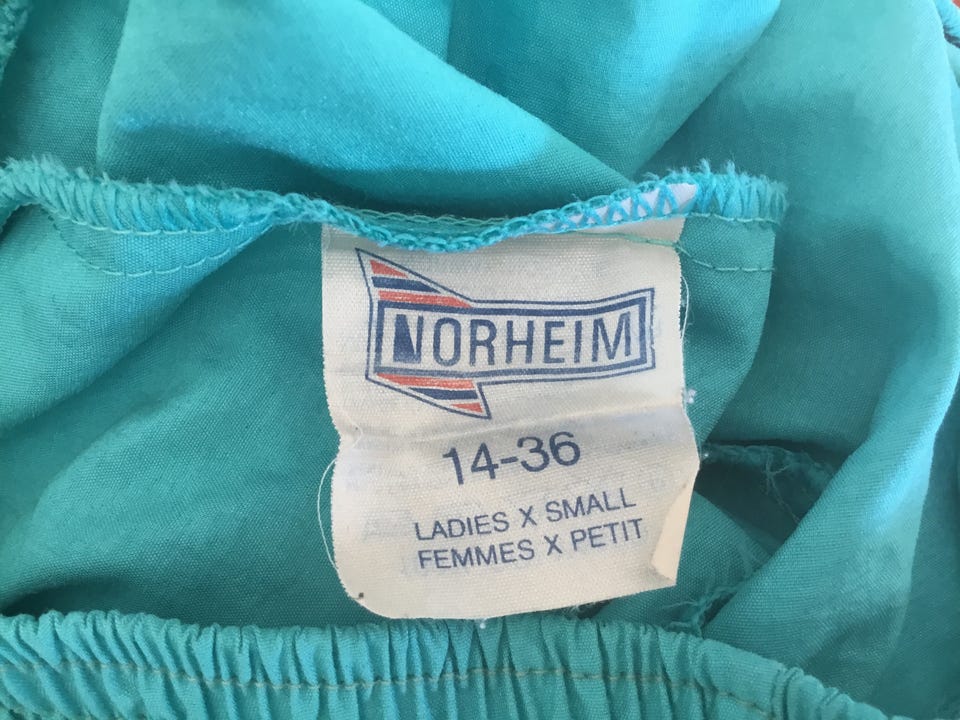 NORHEIM
14-36
LADIES X SMALL
FEMMES X PETIT